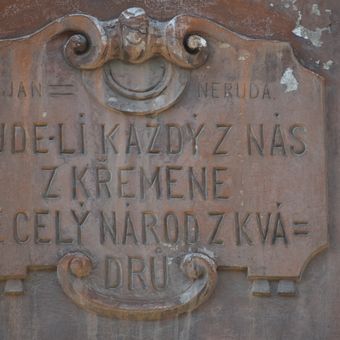 JAN = NERUDA.
UDE-LI KAŽDÝ Z NÁS
Z KŘEMENE
E CELÝ NÁROD Z KVÁ=
DRŮ